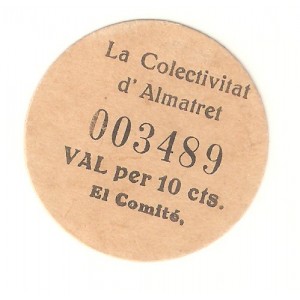 La Colectivitat
d' Almatret
003489
VAL per 10 cts.
El Comité,